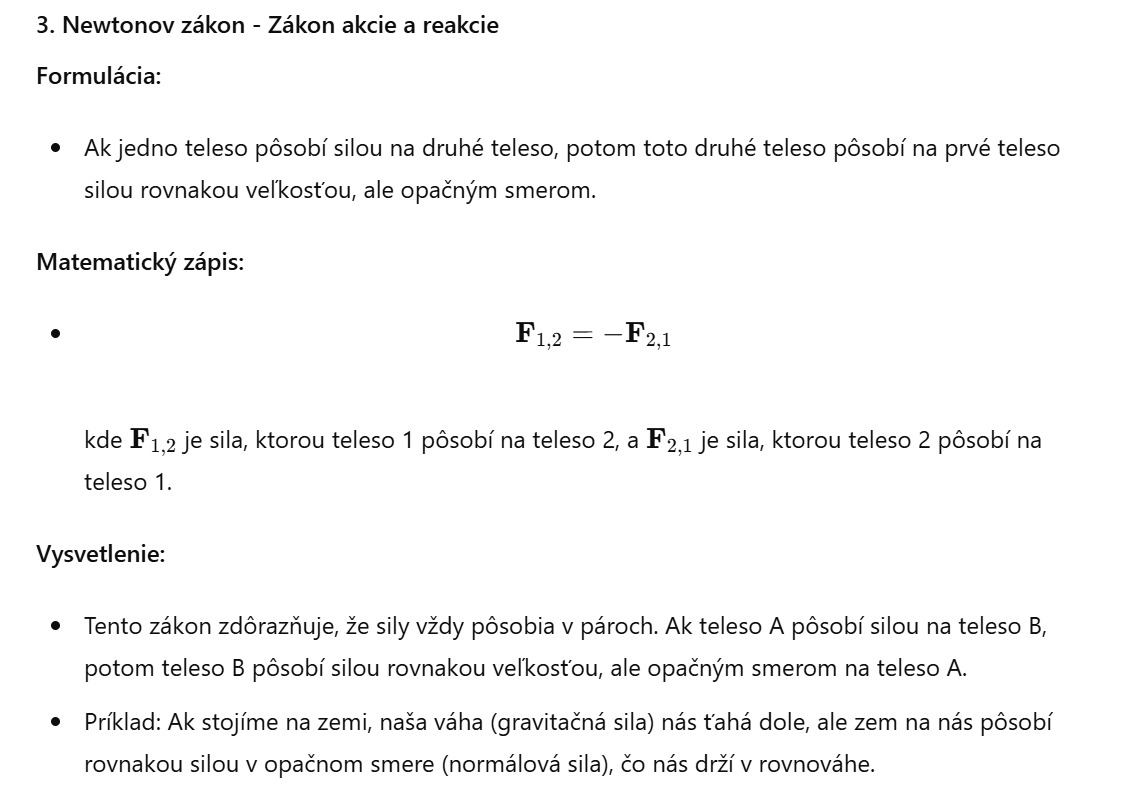 3. Newtonov zákon - Zákon akcie a reakcie
Formulácia:
• Ak jedno teleso pôsobí silou na druhé teleso, potom toto druhé teleso pôsobí na prvé teleso
silou rovnakou veľkosťou, ale opačným smerom.
Matematický zápis:
• F1,2 = −F2,1
kde F1,2 je sila, ktorou teleso 1 pôsobí na teleso 2, a F2,1 je sila, ktorou teleso 2 pôsobí na
teleso 1.
Vysvetlenie:
• Tento zákon zdôrazňuje, že sily vždy pôsobia v pároch. Ak teleso A pôsobí silou na teleso B,
potom teleso B pôsobí silou rovnakou veľkosťou, ale opačným smerom na teleso A.
• Príklad: Ak stojíme na zemi, naša váha (gravitačná sila) nás ťahá dole, ale zem na nás pôsobí
rovnakou silou v opačnom smere (normálová sila), čo nás drží v rovnováhe.